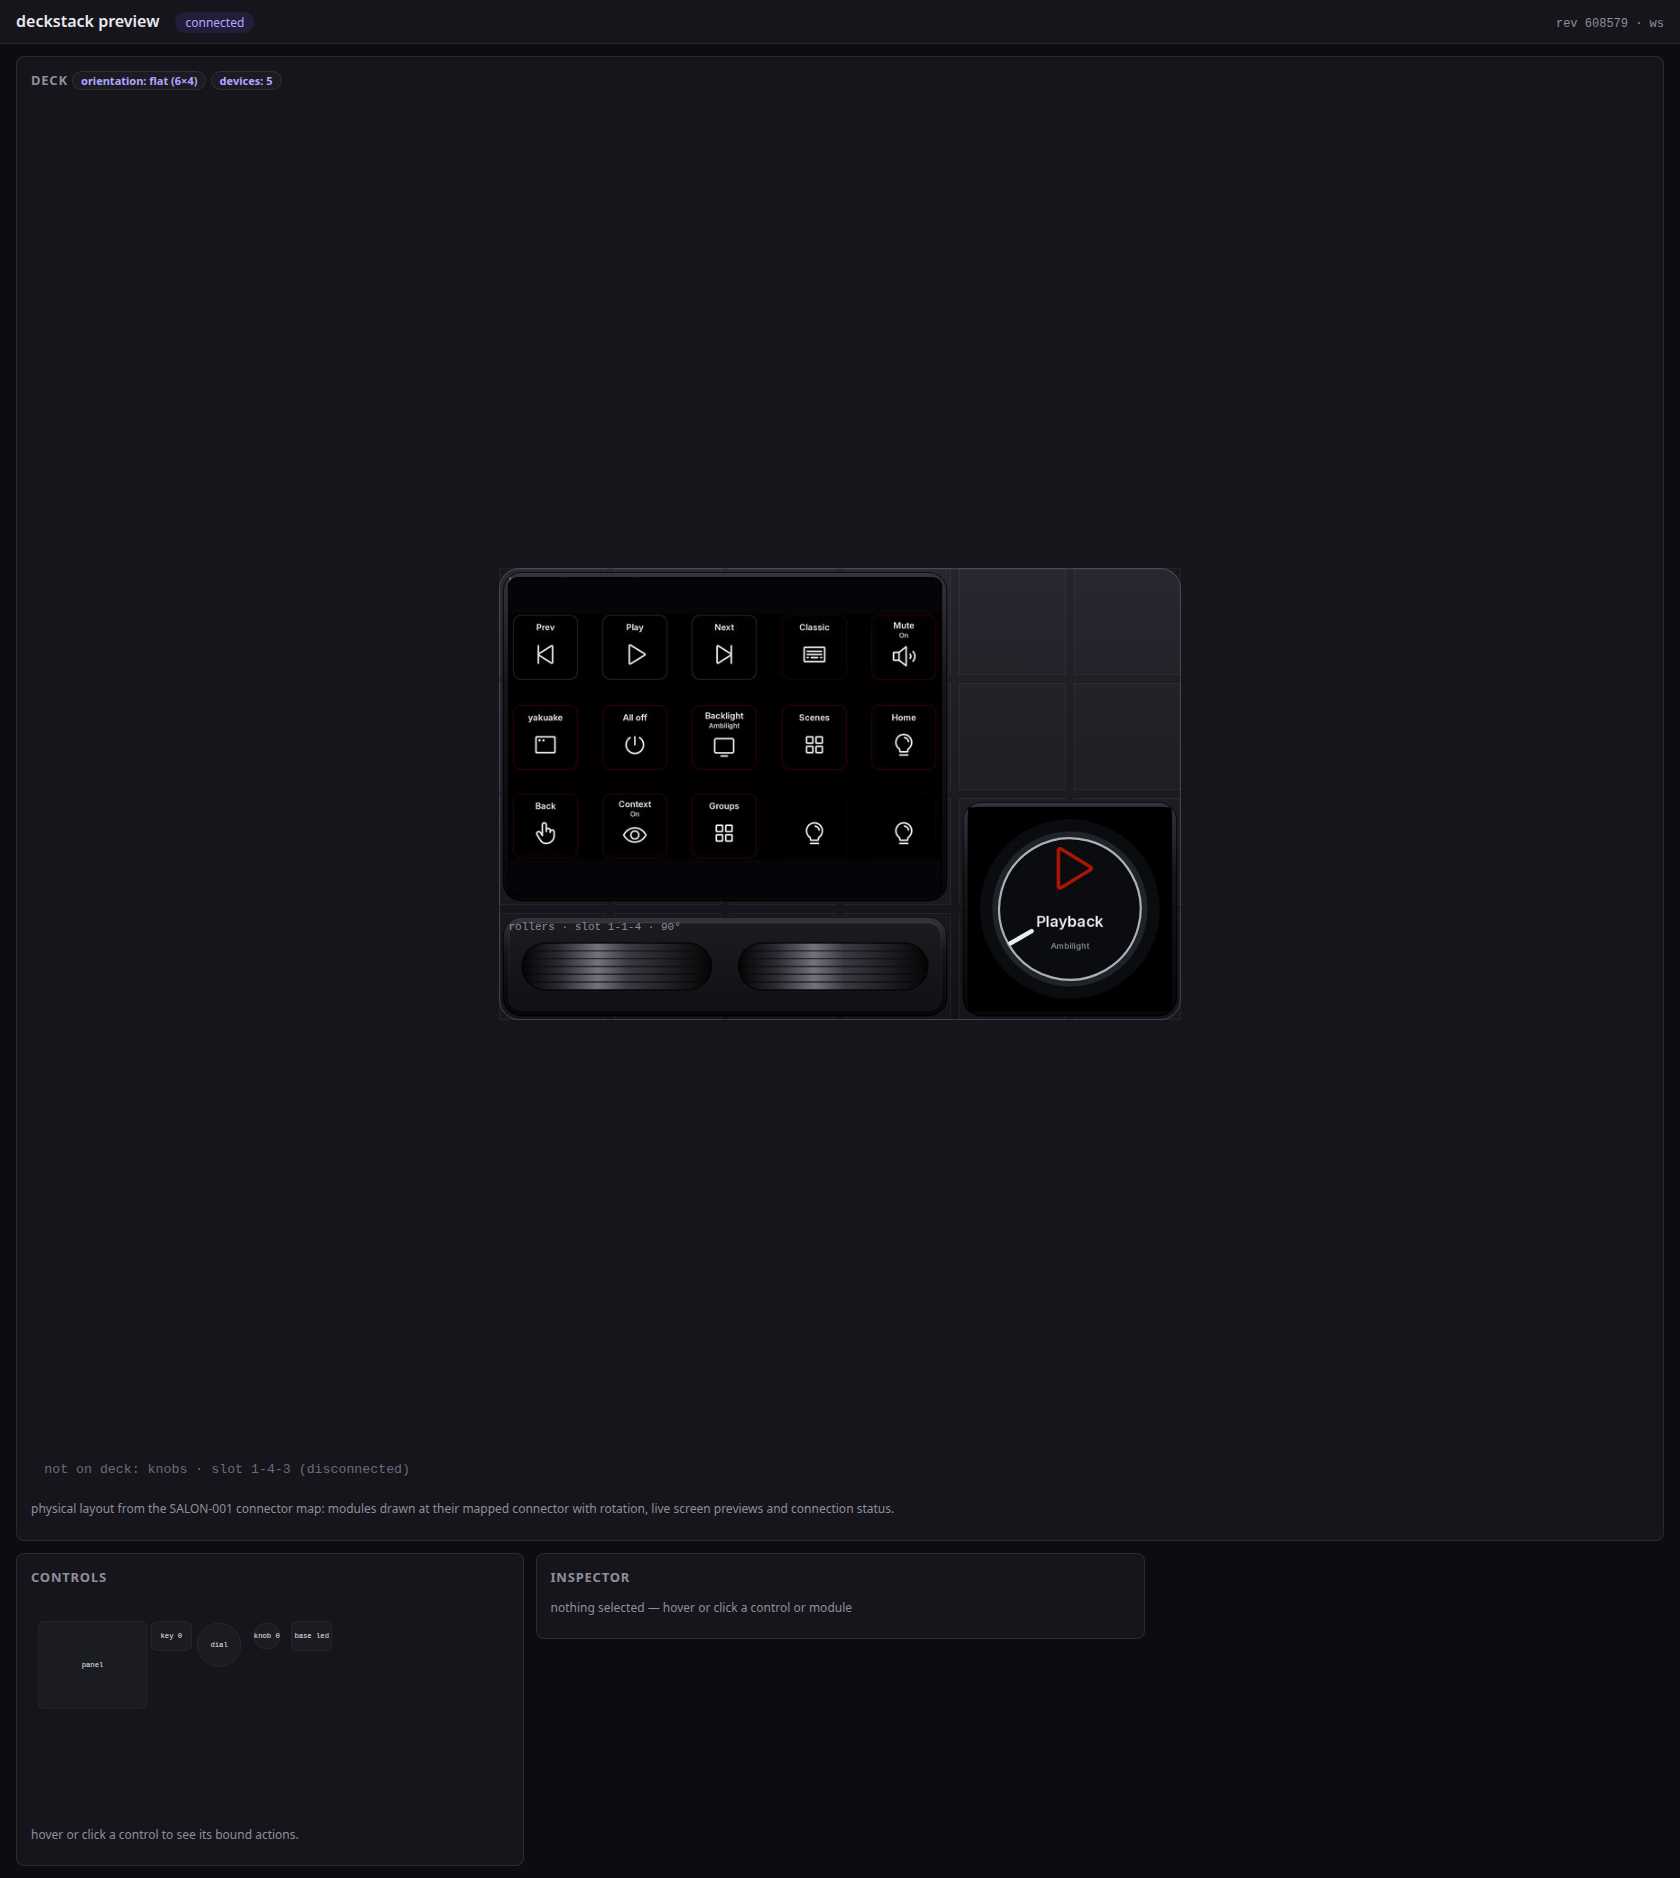 deckstack preview connected rev 608579 · ws
DECK orientation: flat (6×4) devices: 5
Prev Play Next Classic Mute
On
yakuake All off Backlight Scenes Home
Ambilight
Back Context Groups
On
Playback
Ambilight
rollers · slot 1-1-4 · 90°
not on deck: knobs · slot 1-4-3 (disconnected)
physical layout from the SALON-001 connector map: modules drawn at their mapped connector with rotation, live screen previews and connection status.
CONTROLS
panel
key 0
dial
knob 0
base led
hover or click a control to see its bound actions.
INSPECTOR
nothing selected — hover or click a control or module